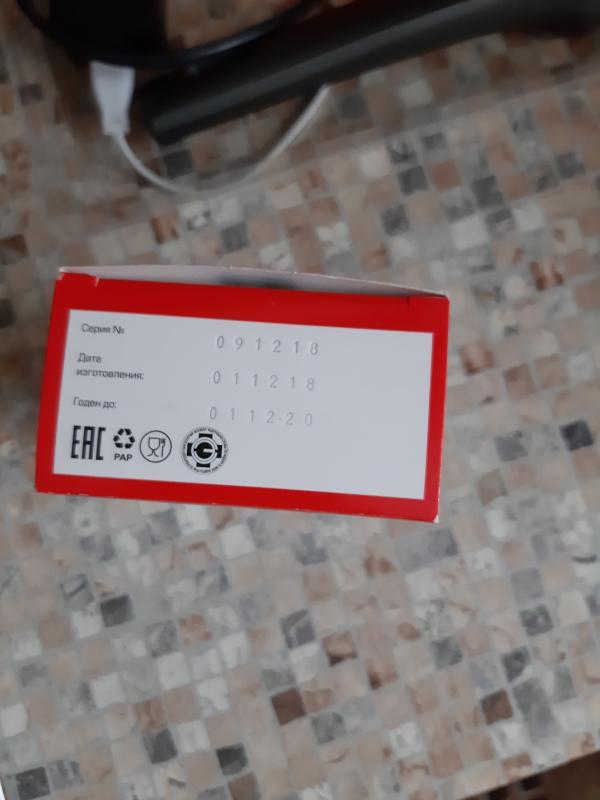 Серия № 091218
Дата
изготовления: 011218
Годен до: 011220
EAC
PAP